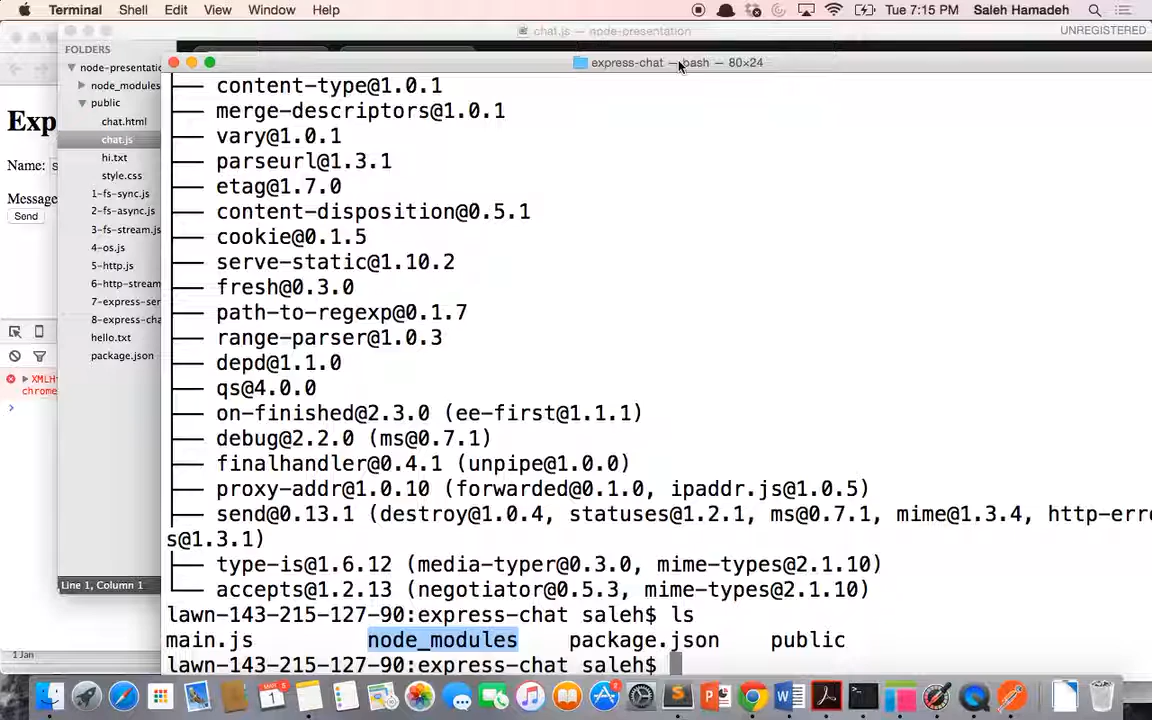 Terminal Shell Edit View Window Help Tue 7:15 PM Saleh Hamadeh
chat.js — node-presentation UNREGISTERED
express-chat — bash — 80×24
FOLDERS
node-presentatic
node_modules
public
chat.html
chat.js
hi.txt
style.css
1-fs-sync.js
2-fs-async.js
3-fs-stream.js
4-os.js
5-http.js
6-http-stream
7-express-ser
8-express-cha
hello.txt
package.json
Line 1, Column 1
Exp
Name: s
Message
Send
XMLH
chrome
1 Jan
content-type@1.0.1
merge-descriptors@1.0.1
vary@1.0.1
parseurl@1.3.1
etag@1.7.0
content-disposition@0.5.1
cookie@0.1.5
serve-static@1.10.2
fresh@0.3.0
path-to-regexp@0.1.7
range-parser@1.0.3
depd@1.1.0
qs@4.0.0
on-finished@2.3.0 (ee-first@1.1.1)
debug@2.2.0 (ms@0.7.1)
finalhandler@0.4.1 (unpipe@1.0.0)
proxy-addr@1.0.10 (forwarded@0.1.0, ipaddr.js@1.0.5)
send@0.13.1 (destroy@1.0.4, statuses@1.2.1, ms@0.7.1, mime@1.3.4, http-erro
s@1.3.1)
type-is@1.6.12 (media-typer@0.3.0, mime-types@2.1.10)
accepts@1.2.13 (negotiator@0.5.3, mime-types@2.1.10)
lawn-143-215-127-90:express-chat saleh$ ls
main.js node_modules package.json public
lawn-143-215-127-90:express-chat saleh$